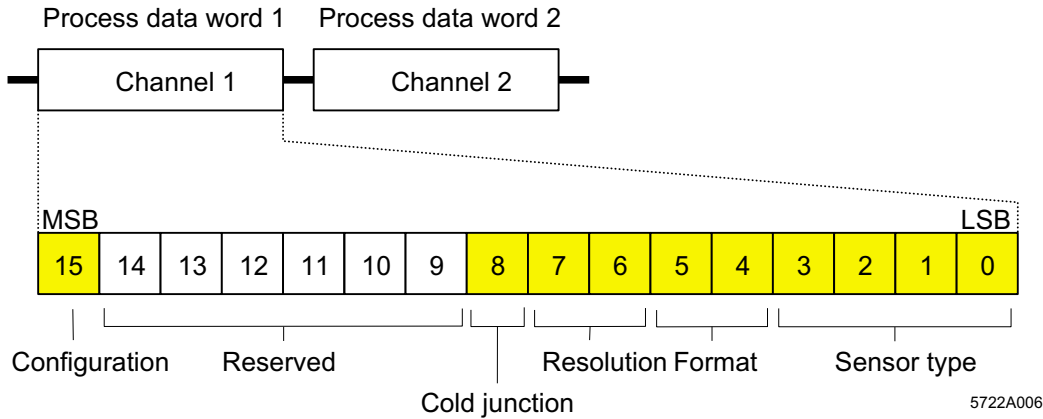 Process data word 1 Process data word 2
Channel 1 Channel 2
MSB LSB
15 14 13 12 11 10 9 8 7 6 5 4 3 2 1 0
Configuration Reserved Resolution Format Sensor type
Cold junction
5722A006